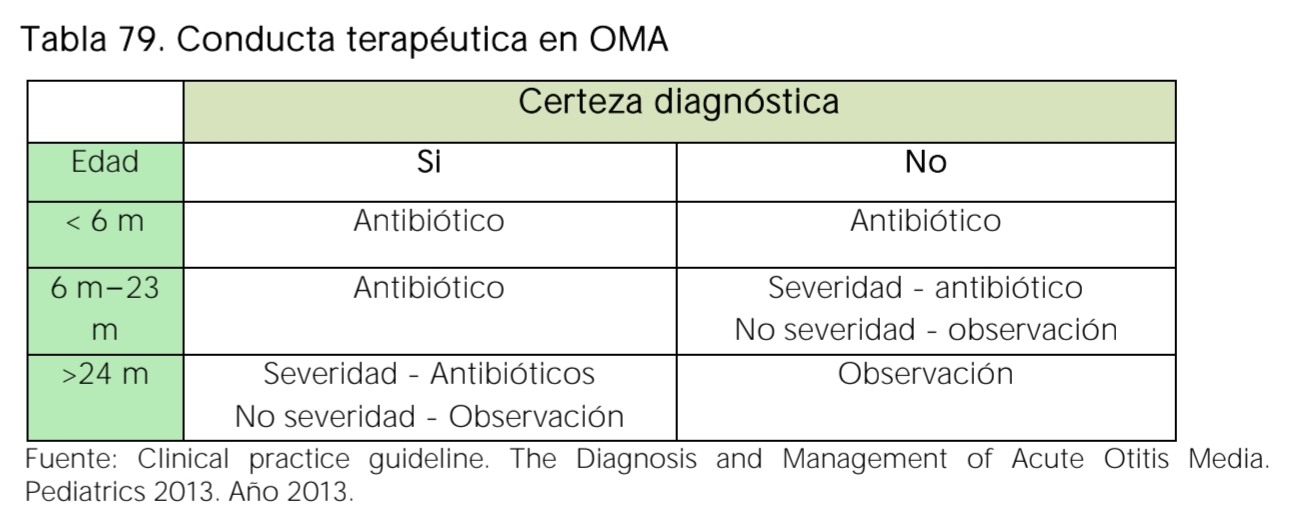 Tabla 79. Conducta terapéutica en OMA
Certeza diagnóstica
Edad Si No
< 6 m Antibiótico Antibiótico
6 m–23 Antibiótico Severidad - antibiótico
m No severidad - observación
>24 m Severidad - Antibióticos Observación
No severidad - Observación
Fuente: Clinical practice guideline. The Diagnosis and Management of Acute Otitis Media.
Pediatrics 2013. Año 2013.